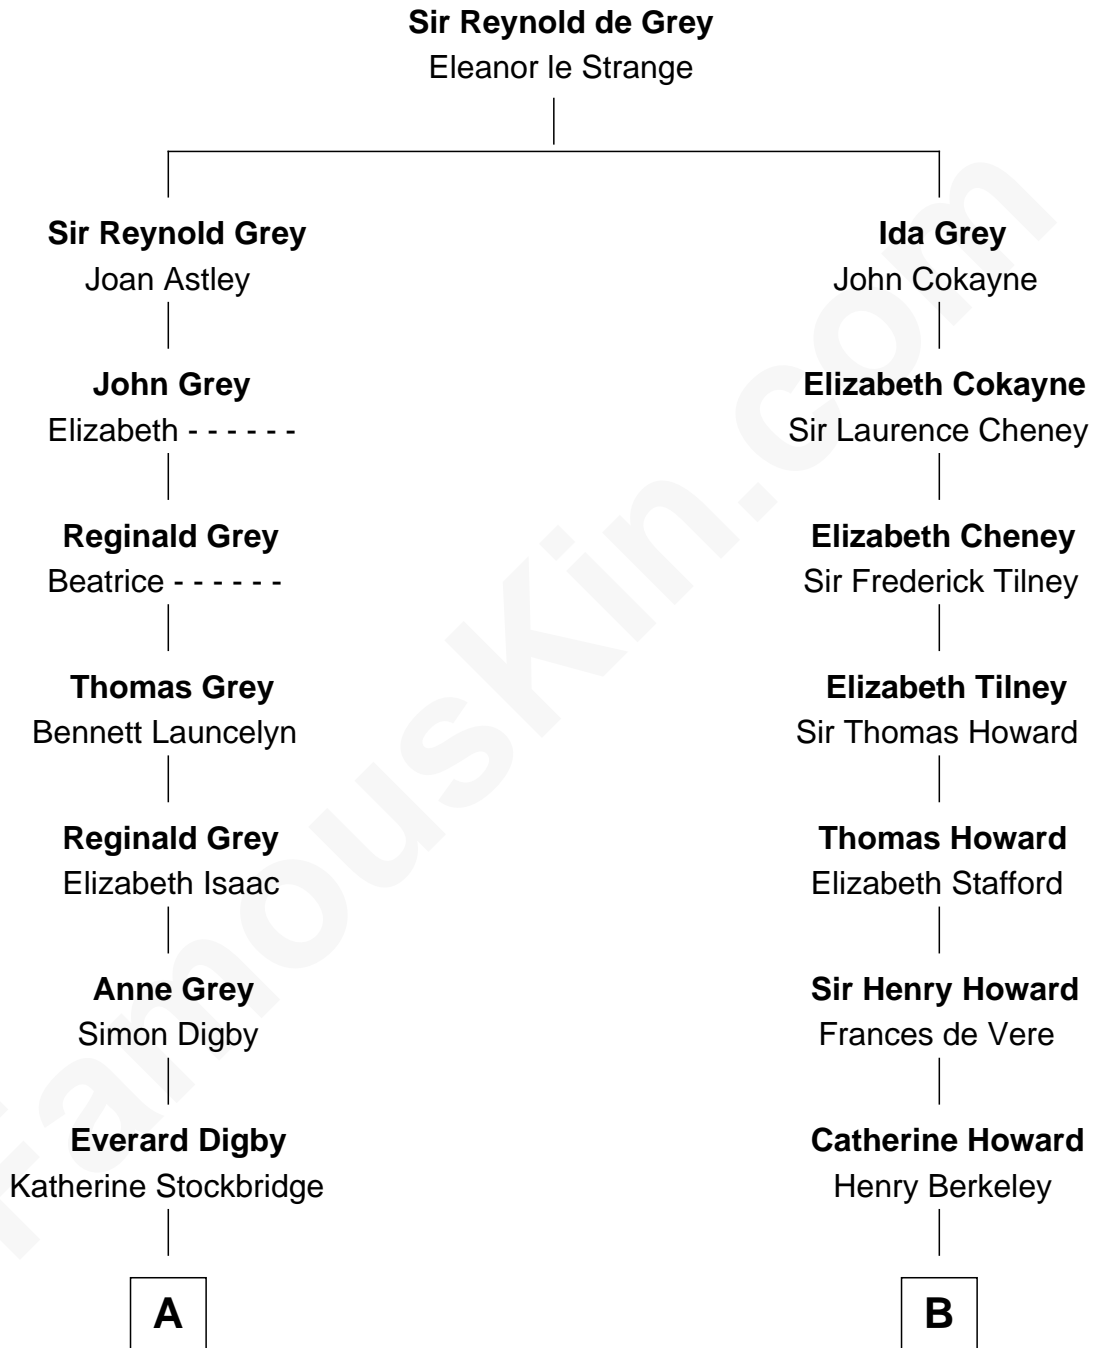 Sir Reynold de Grey
Eleanor le Strange
Sir Reynold Grey
Joan Astley
Ida Grey
John Cokayne
John Grey
Elizabeth - - - - - -
Elizabeth Cokayne
Sir Laurence Cheney
Reginald Grey
Beatrice - - - - - -
Elizabeth Cheney
Sir Frederick Tilney
Thomas Grey
Bennett Launcelyn
Elizabeth Tilney
Sir Thomas Howard
Reginald Grey
Elizabeth Isaac
Thomas Howard
Elizabeth Stafford
Anne Grey
Simon Digby
Sir Henry Howard
Frances de Vere
Everard Digby
Katherine Stockbridge
Catherine Howard
Henry Berkeley
A
B
FamousKin.com